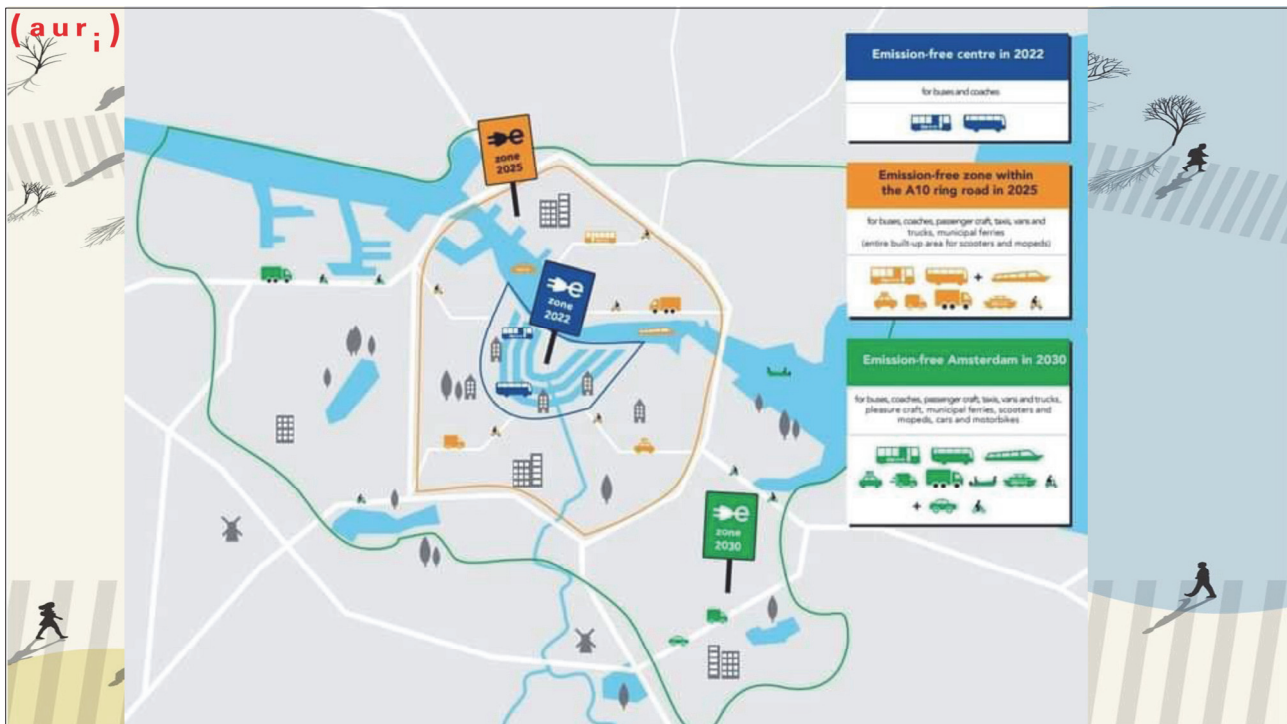 (aur i)
e
zone
2025
e
zone
2022
e
zone
2030
Emission-free centre in 2022
for buses and coaches
Emission-free zone within
the A10 ring road in 2025
for buses, coaches, passenger craft, taxis, vans and
trucks, municipal ferries
(entire built-up area for scooters and mopeds)
+
Emission-free Amsterdam in 2030
for buses, coaches, passenger craft, taxis, vans and trucks,
pleasure craft, municipal ferries, scooters and
mopeds, cars and motorbikes
+